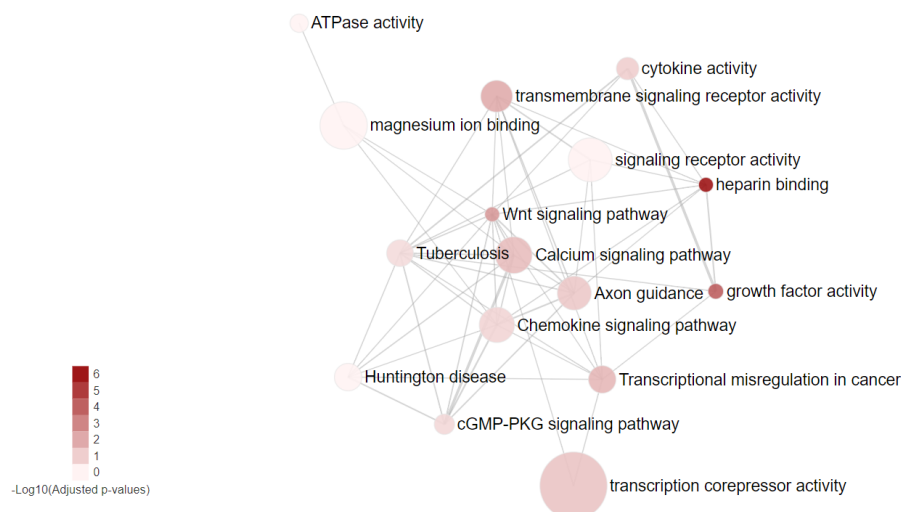 ATPase activity
cytokine activity
transmembrane signaling receptor activity
magnesium ion binding
signaling receptor activity
heparin binding
Wnt signaling pathway
Tuberculosis
Calcium signaling pathway
Axon guidance
growth factor activity
Chemokine signaling pathway
Huntington disease
Transcriptional misregulation in cancer
cGMP-PKG signaling pathway
transcription corepressor activity
6
5
4
3
2
1
0
-Log10(Adjusted p-values)